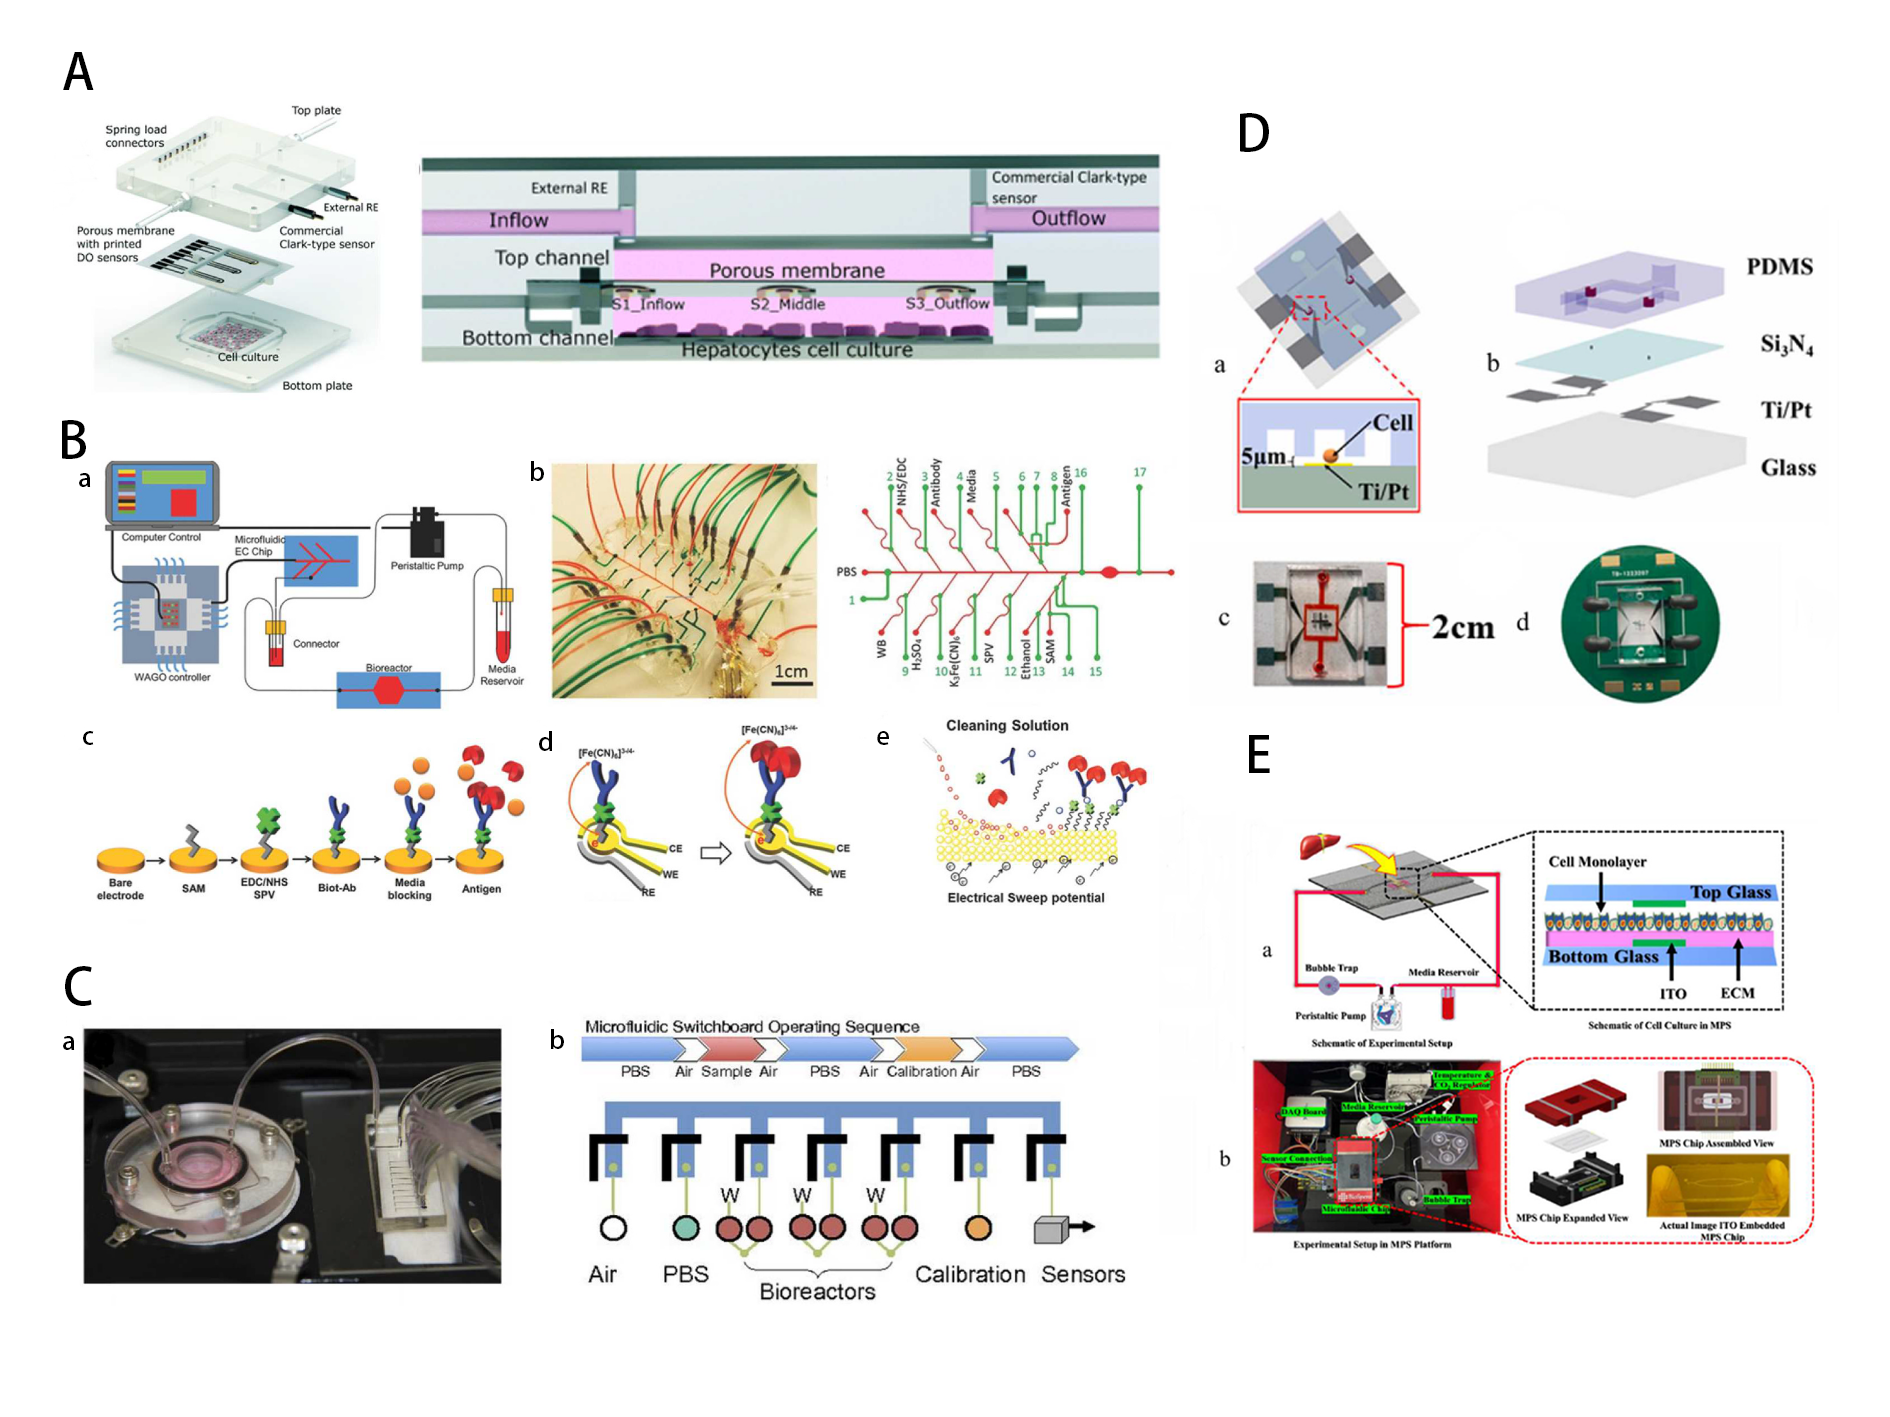 A
Top plate
Spring load
connectors
External RE
Porous membrane
with printed
DO sensors
Commercial
Clark-type sensor
Cell culture
Bottom plate
External RE
Commercial Clark-type
sensor
Inflow
Outflow
Top channel
Porous membrane
S1_Inflow
S2_Middle
S3_Outflow
Bottom channel
Hepatocytes cell culture
B
a
Computer Control
Microfluidic
EC Chip
Peristaltic Pump
Connector
WAGO controller
Bioreactor
Media
Reservoir
b
1cm
2
NHS/EDC
3
Antibody
4
Media
5
6
7
8
Antigen
16
17
PBS
1
WB
9
H₂SO₄
10
K₃Fe(CN)₆
11
SPV
12
Ethanol
13
SAM
14
15
c
Bare
electrode
SAM
EDC/NHS
SPV
Biot-Ab
Media
blocking
Antigen
d
[Fe(CN)₆]³⁻/⁴⁻
e
CE
WE
RE
[Fe(CN)₆]³⁻/⁴⁻
e
CE
WE
RE
e
Cleaning Solution
Electrical Sweep potential
C
a
b
Microfluidic Switchboard Operating Sequence
PBS
Air
Sample
Air
PBS
Air
Calibration
Air
PBS
W
W
W
Air
PBS
Bioreactors
Calibration
Sensors
D
a
Cell
5μm
Ti/Pt
b
PDMS
Si₃N₄
Ti/Pt
Glass
c
2cm
d
E
a
Bubble Trap
Media Reservoir
Peristaltic Pump
Schematic of Experimental Setup
Cell Monolayer
Top Glass
Bottom Glass
ITO
ECM
Schematic of Cell Culture in MPS
b
Temperature &
CO₂ Regulator
DAQ Board
Media Reservoir
Peristaltic Pump
Sensor Connection
Bubble Trap
Microfluidic Chip
Experimental Setup in MPS Platform
MPS Chip Assembled View
MPS Chip Expanded View
Actual Image ITO Embedded
MPS Chip